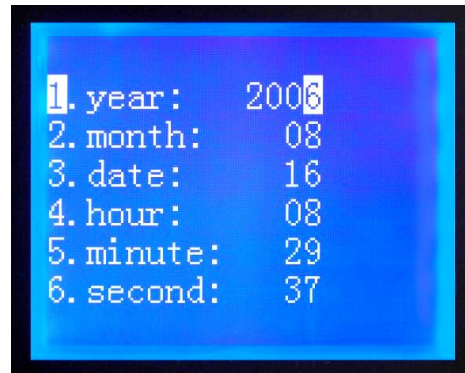 1.year: 2006
2.month: 08
3.date: 16
4.hour: 08
5.minute: 29
6.second: 37